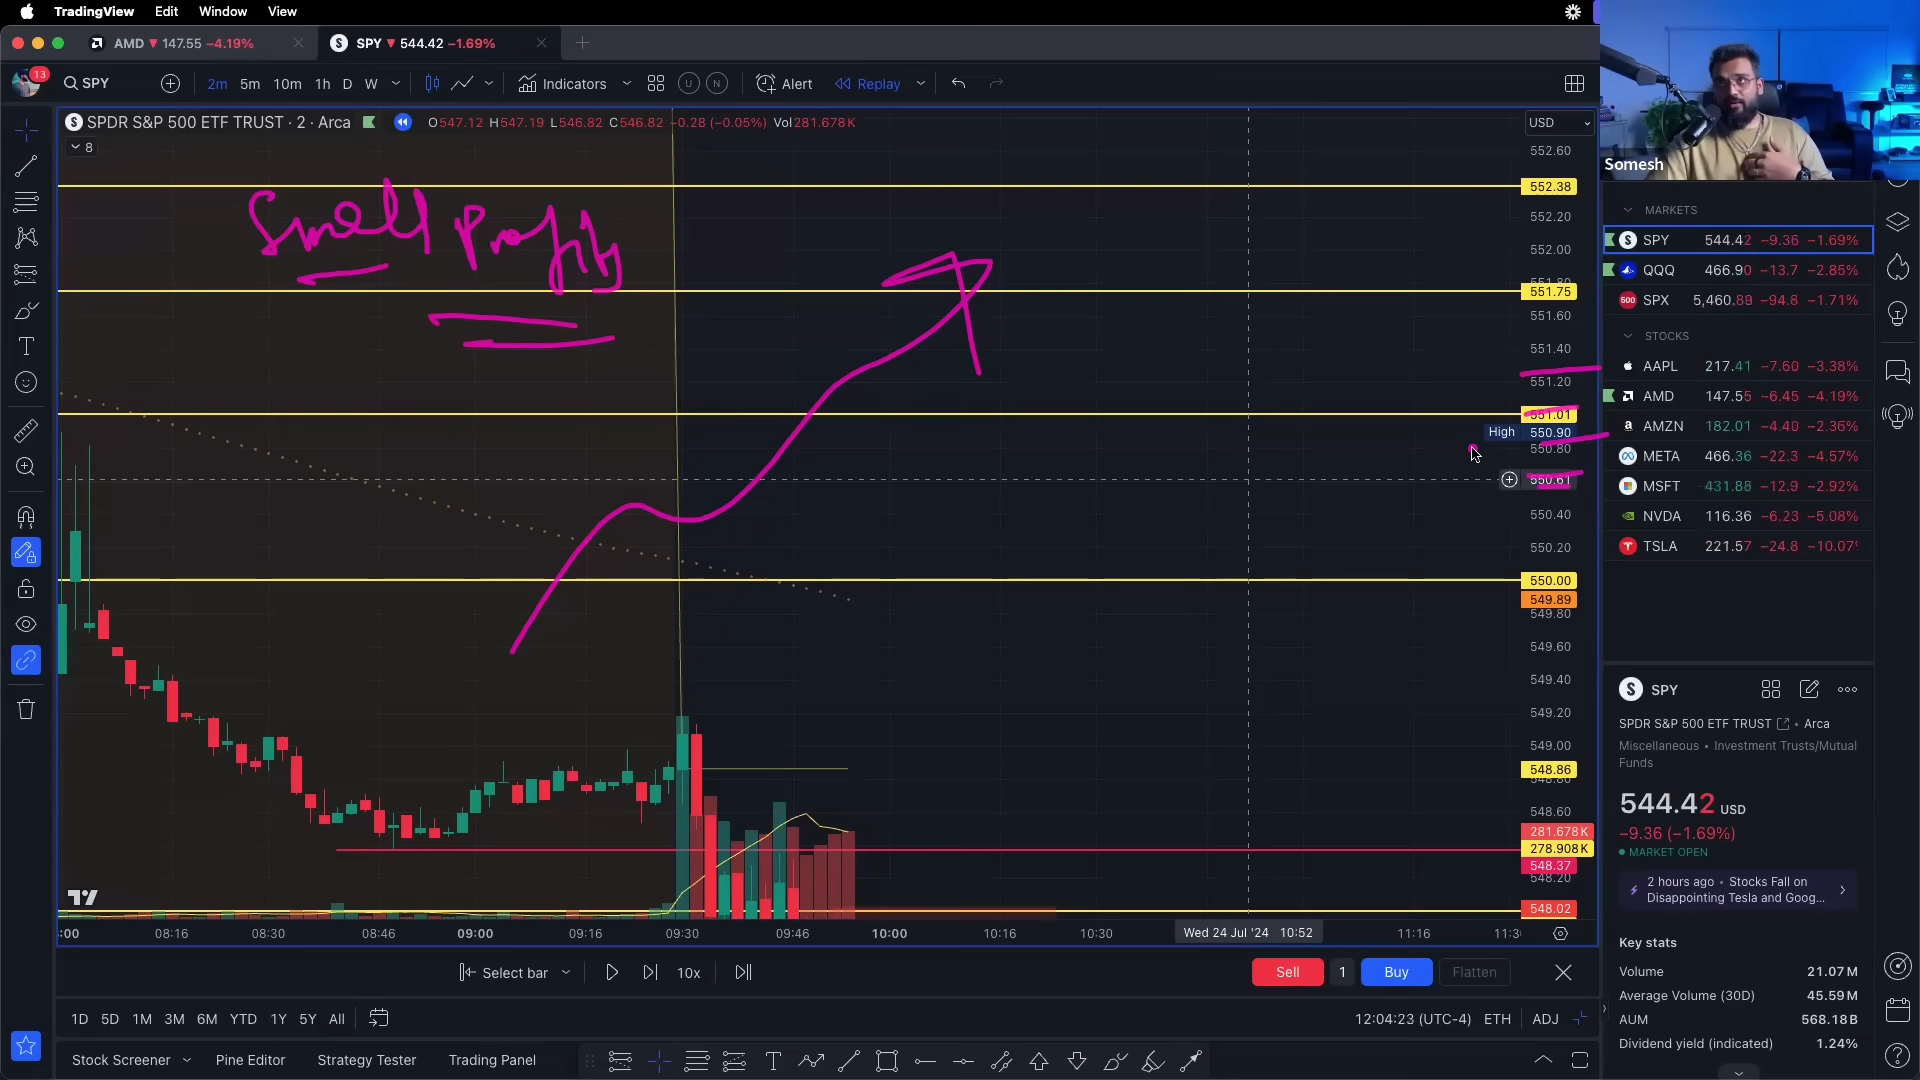 TradingView Edit Window View
AMD 147.55 −4.19% SPY 544.42 −1.69%
13 SPY 2m 5m 10m 1h D W Indicators U N Alert Replay
SPDR S&P 500 ETF TRUST · 2 · Arca O547.12 H547.19 L546.82 C546.82 −0.28 (−0.05%) Vol281.678K
8
USD
Small Profits
552.60
552.38
552.20
552.00
551.75
551.60
551.40
551.20
551.01
High 550.90
550.80
550.61
550.40
550.20
550.00
549.89
549.80
549.60
549.40
549.20
549.00
548.86
548.80
548.60
281.678K
278.908K
548.37
548.20
548.02
:00 08:16 08:30 08:46 09:00 09:16 09:30 09:46 10:00 10:16 10:30 Wed 24 Jul '24 10:52 11:16 11:3
Select bar 10x Sell 1 Buy Flatten
1D 5D 1M 3M 6M YTD 1Y 5Y All 12:04:23 (UTC-4) ETH ADJ
Stock Screener Pine Editor Strategy Tester Trading Panel
Somesh
MARKETS
SPY 544.42 −9.36 −1.69%
QQQ 466.90 −13.7 −2.85%
500 SPX 5,460.89 −94.8 −1.71%
STOCKS
AAPL 217.41 −7.60 −3.38%
AMD 147.55 −6.45 −4.19%
AMZN 182.01 −4.40 −2.36%
META 466.36 −22.3 −4.57%
MSFT 431.88 −12.9 −2.92%
NVDA 116.36 −6.23 −5.08%
TSLA 221.57 −24.8 −10.07
SPY
SPDR S&P 500 ETF TRUST • Arca
Miscellaneous • Investment Trusts/Mutual
Funds
544.42 USD
−9.36 (−1.69%)
MARKET OPEN
2 hours ago • Stocks Fall on
Disappointing Tesla and Goog...
Key stats
Volume 21.07M
Average Volume (30D) 45.59M
AUM 568.18B
Dividend yield (indicated) 1.24%